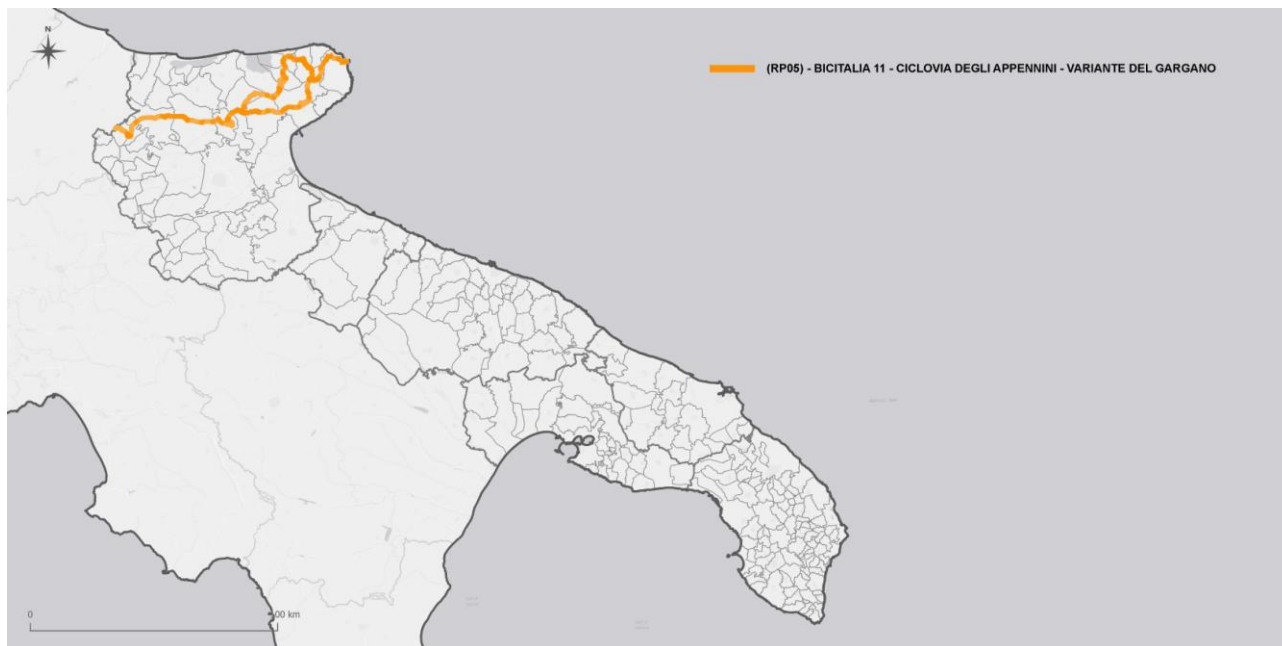 N
(RP05) - BICITALIA 11 - CICLOVIA DEGLI APPENNINI - VARIANTE DEL GARGANO
0
00 km